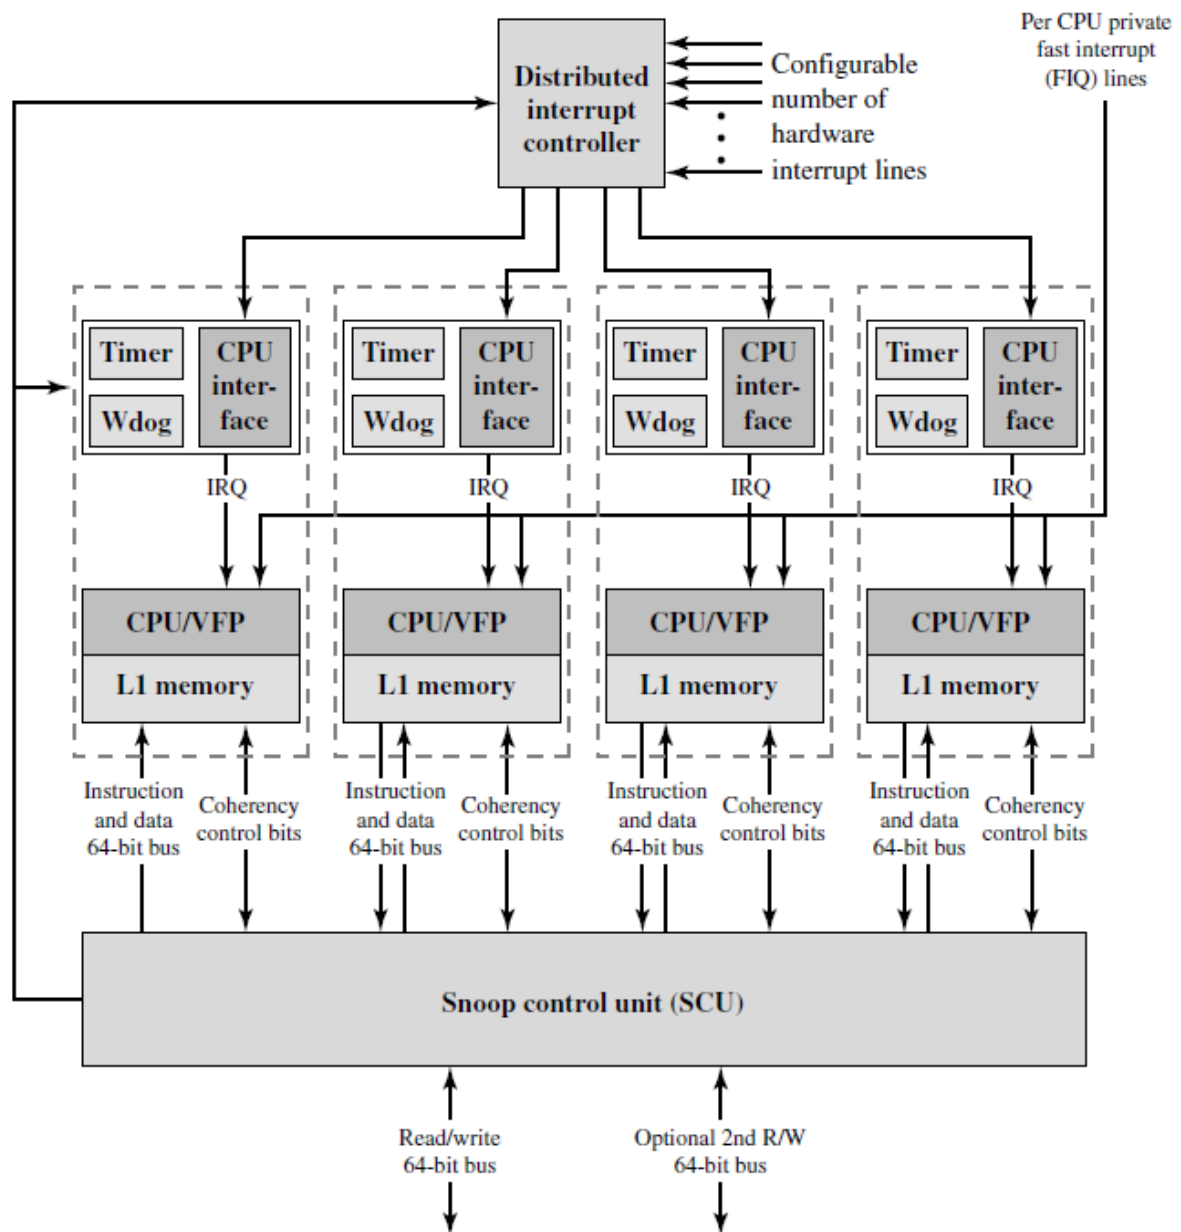 Per CPU private
fast interrupt
(FIQ) lines
Distributed
interrupt
controller
Configurable
number of
hardware
interrupt lines
Timer
Wdog
CPU
inter-
face
Timer
Wdog
CPU
inter-
face
Timer
Wdog
CPU
inter-
face
Timer
Wdog
CPU
inter-
face
IRQ
IRQ
IRQ
IRQ
CPU/VFP
L1 memory
CPU/VFP
L1 memory
CPU/VFP
L1 memory
CPU/VFP
L1 memory
Instruction
and data
64-bit bus
Coherency
control bits
Instruction
and data
64-bit bus
Coherency
control bits
Instruction
and data
64-bit bus
Coherency
control bits
Instruction
and data
64-bit bus
Coherency
control bits
Snoop control unit (SCU)
Read/write
64-bit bus
Optional 2nd R/W
64-bit bus